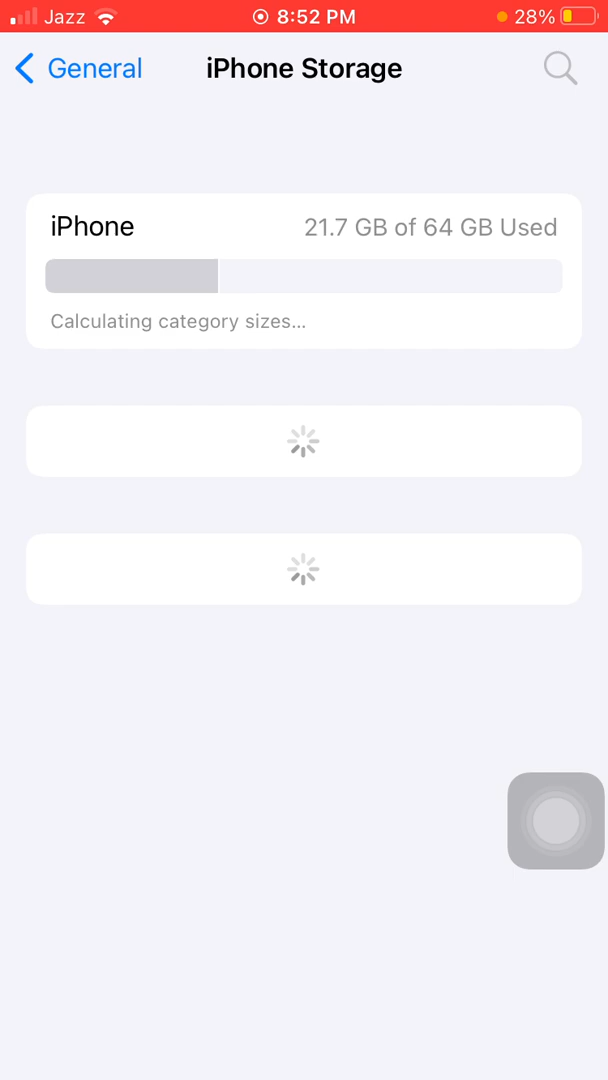 Jazz 8:52 PM 28%
General iPhone Storage
iPhone 21.7 GB of 64 GB Used
Calculating category sizes...